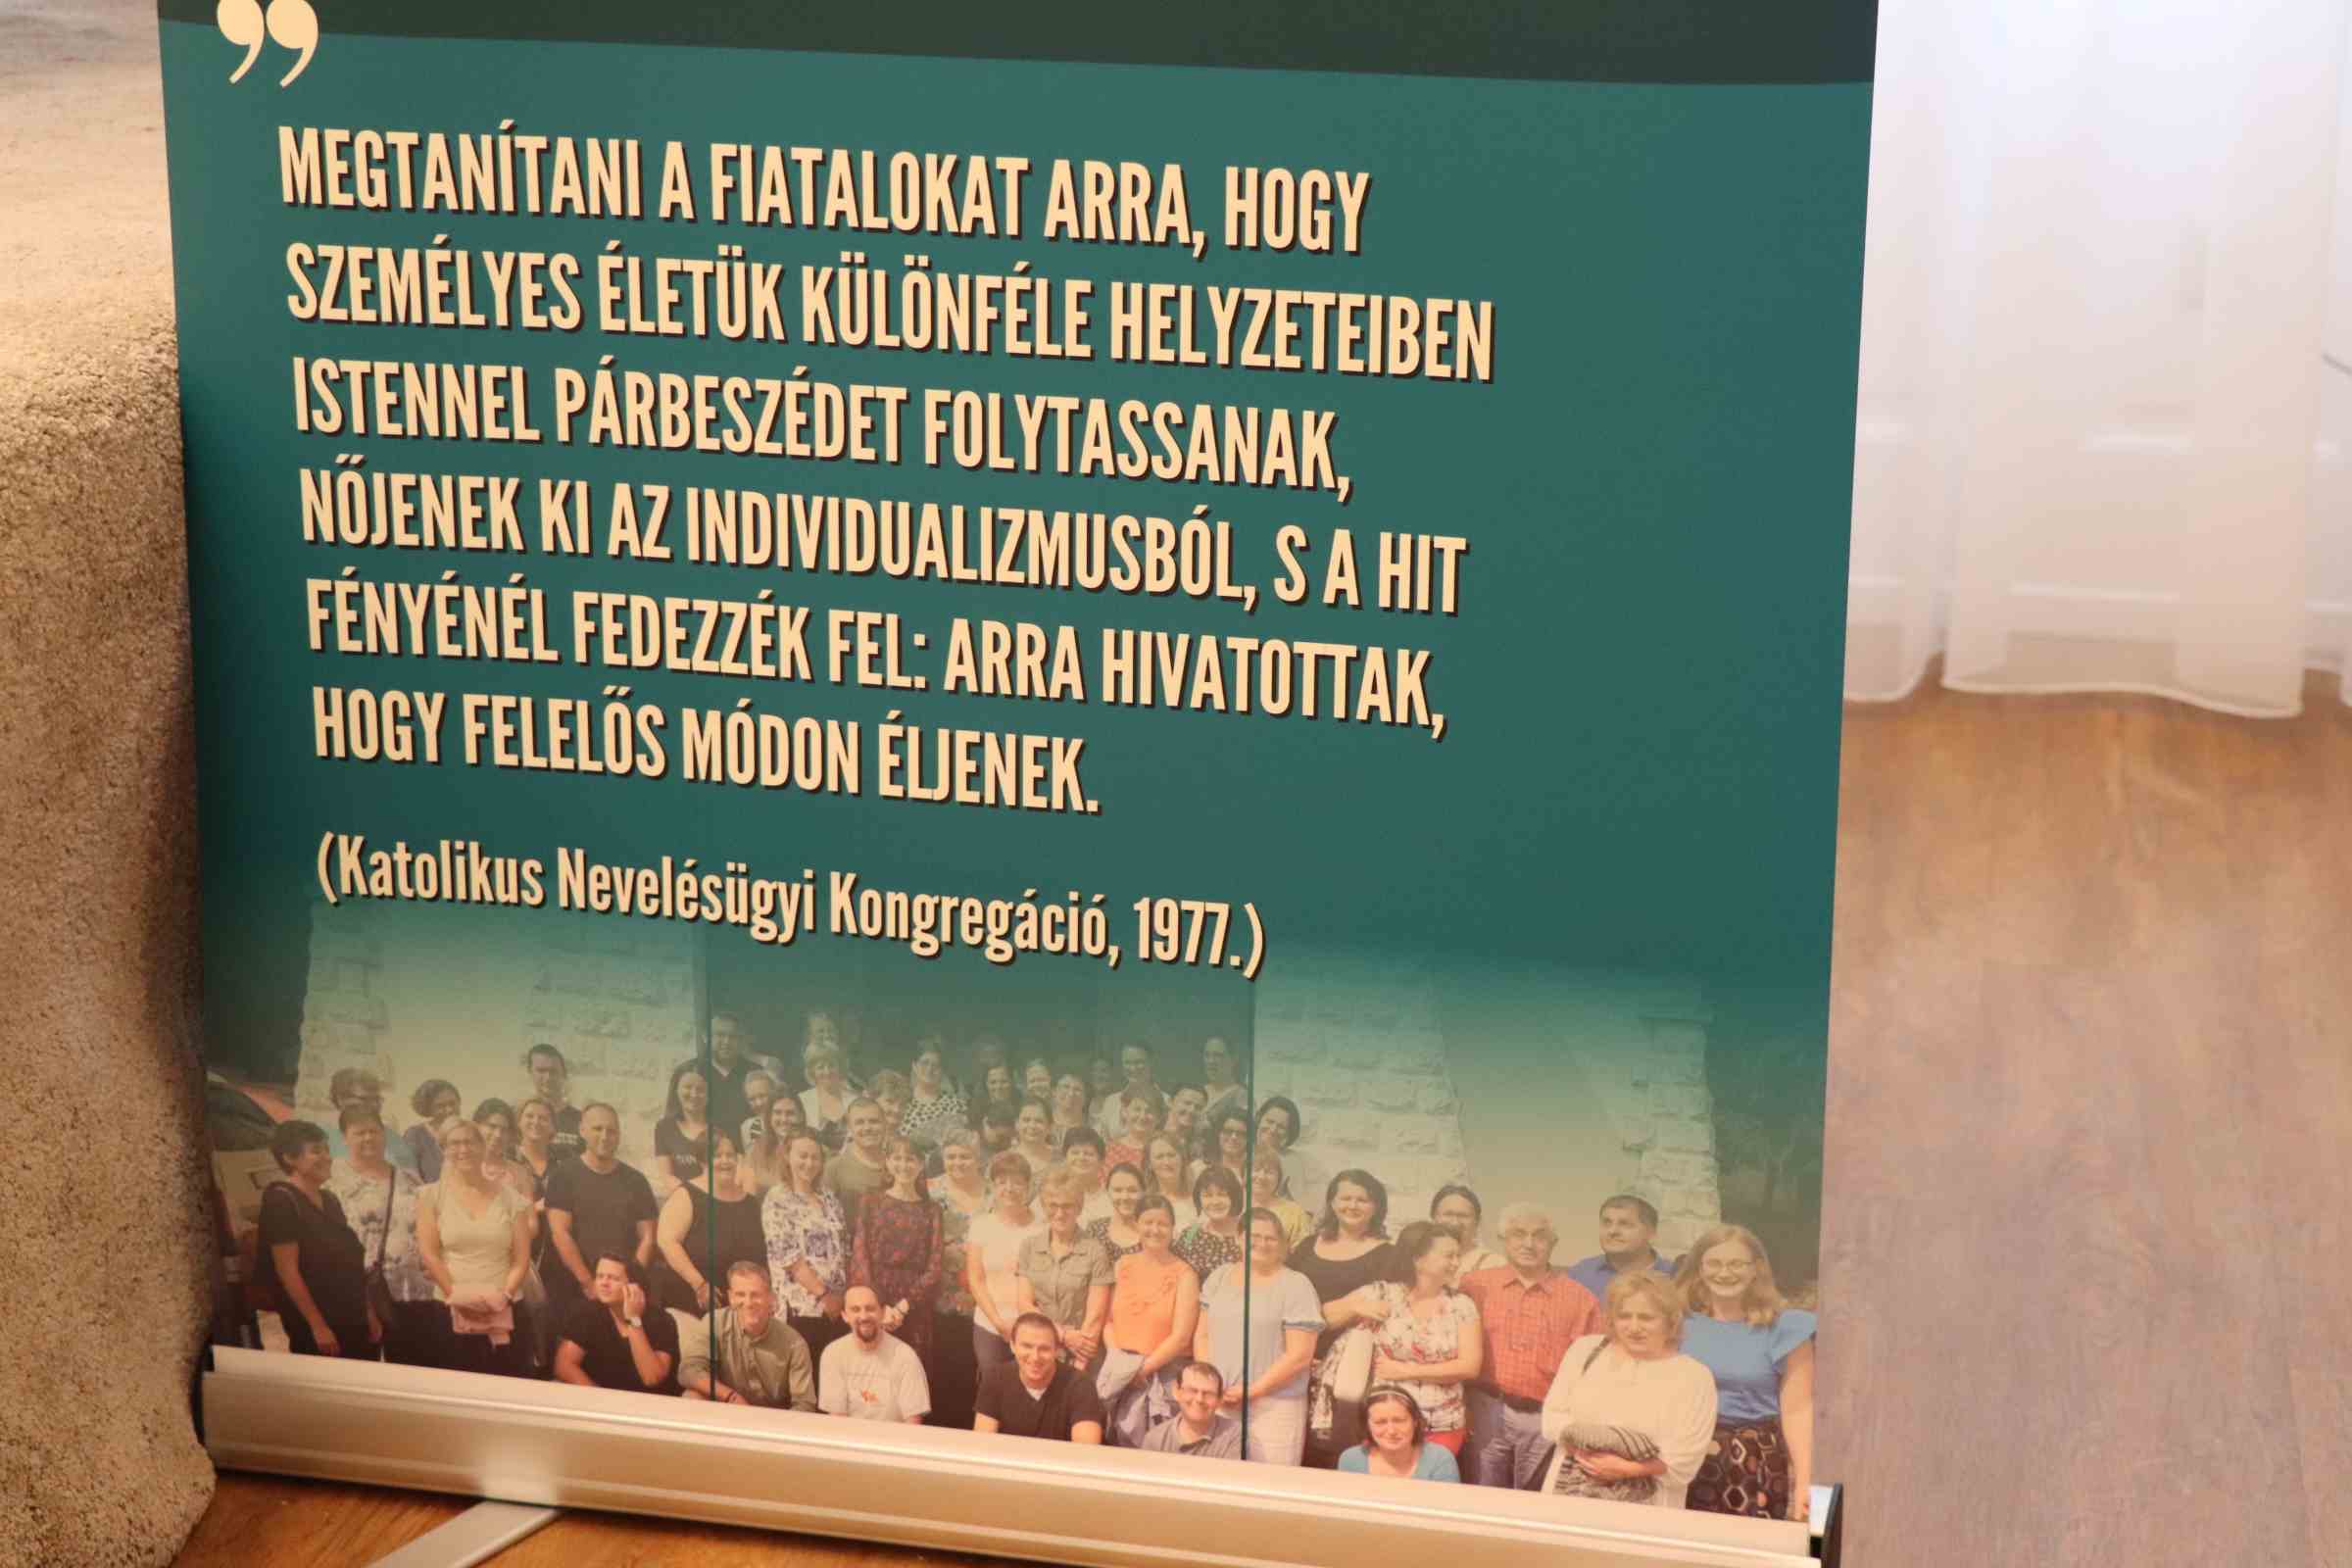 ”
MEGTANÍTANI A FIATALOKAT ARRA, HOGY
SZEMÉLYES ÉLETÜK KÜLÖNFÉLE HELYZETEIBEN
ISTENNEL PÁRBESZÉDET FOLYTASSANAK,
NŐJENEK KI AZ INDIVIDUALIZMUSBÓL, S A HIT
FÉNYÉNÉL FEDEZZÉK FEL: ARRA HIVATOTTAK,
HOGY FELELŐS MÓDON ÉLJENEK.
(Katolikus Nevelésügyi Kongregáció, 1977.)